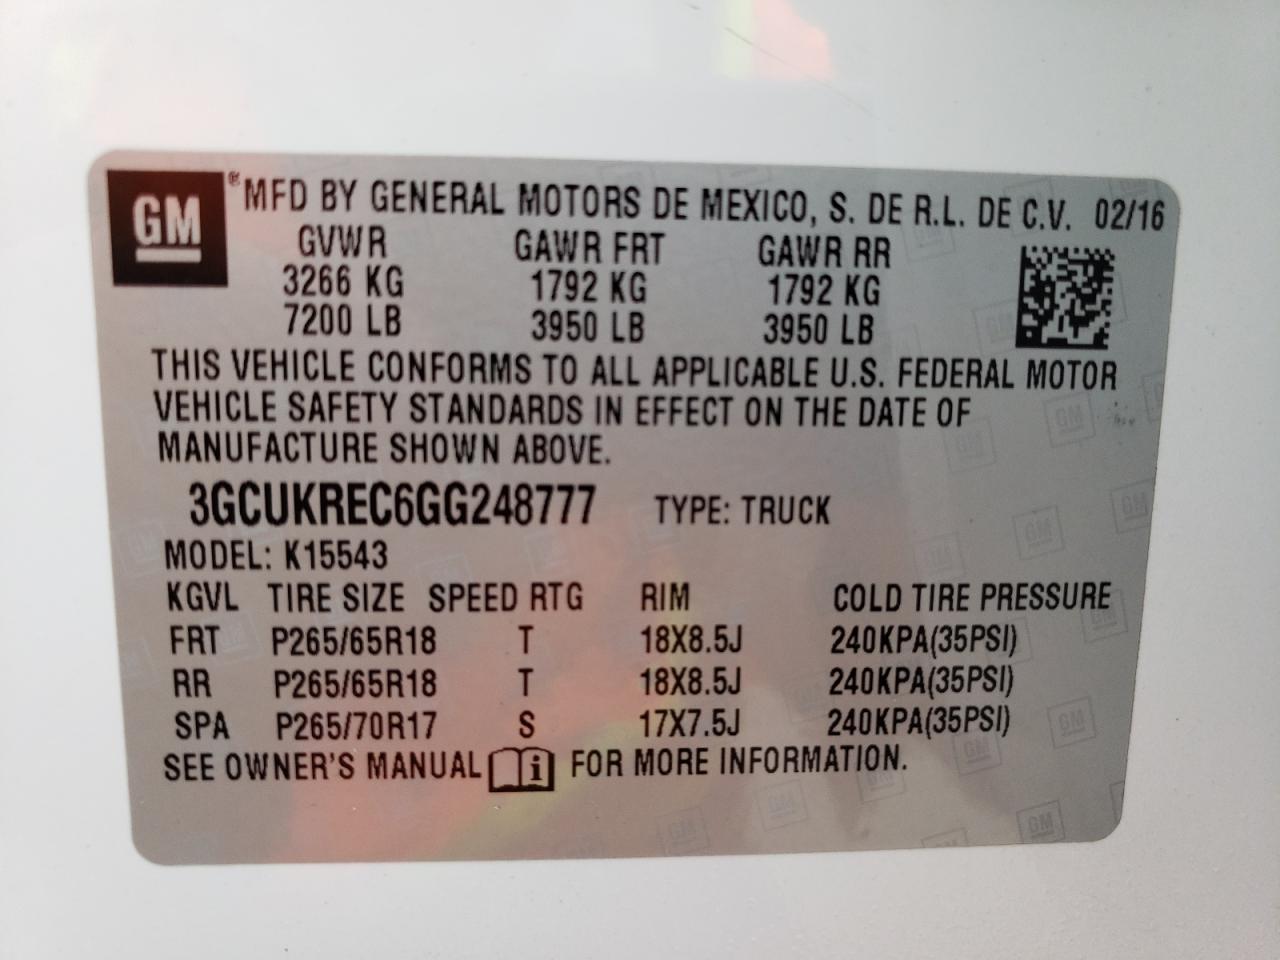 GM ® MFD BY GENERAL MOTORS DE MEXICO, S. DE R.L. DE C.V. 02/16
GVWR GAWR FRT GAWR RR
3266 KG 1792 KG 1792 KG
7200 LB 3950 LB 3950 LB
THIS VEHICLE CONFORMS TO ALL APPLICABLE U.S. FEDERAL MOTOR
VEHICLE SAFETY STANDARDS IN EFFECT ON THE DATE OF
MANUFACTURE SHOWN ABOVE.
3GCUKREC6GG248777 TYPE: TRUCK
MODEL: K15543
KGVL TIRE SIZE SPEED RTG RIM COLD TIRE PRESSURE
FRT P265/65R18 T 18X8.5J 240KPA(35PSI)
RR P265/65R18 T 18X8.5J 240KPA(35PSI)
SPA P265/70R17 S 17X7.5J 240KPA(35PSI)
SEE OWNER'S MANUAL i FOR MORE INFORMATION.